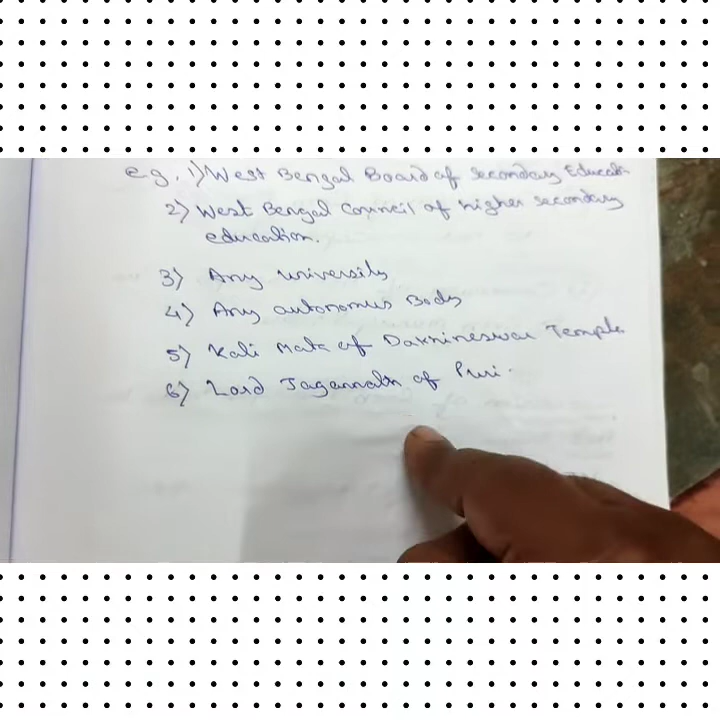 e.g. 1) West Bengal Board of Secondary Educatn
2) West Bengal Council of higher secondary
education.
3) Any university
4) Any autonomus Body
5) Kali Mata of Dakhineswar Temple
6) Lord Jagannath of Puri.